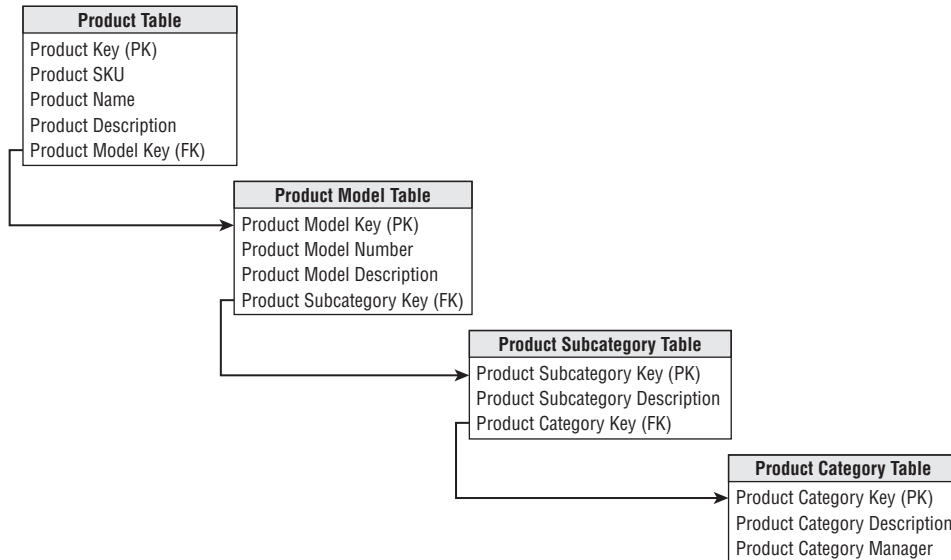 Product Table
Product Key (PK)
Product SKU
Product Name
Product Description
Product Model Key (FK)
Product Model Table
Product Model Key (PK)
Product Model Number
Product Model Description
Product Subcategory Key (FK)
Product Subcategory Table
Product Subcategory Key (PK)
Product Subcategory Description
Product Category Key (FK)
Product Category Table
Product Category Key (PK)
Product Category Description
Product Category Manager